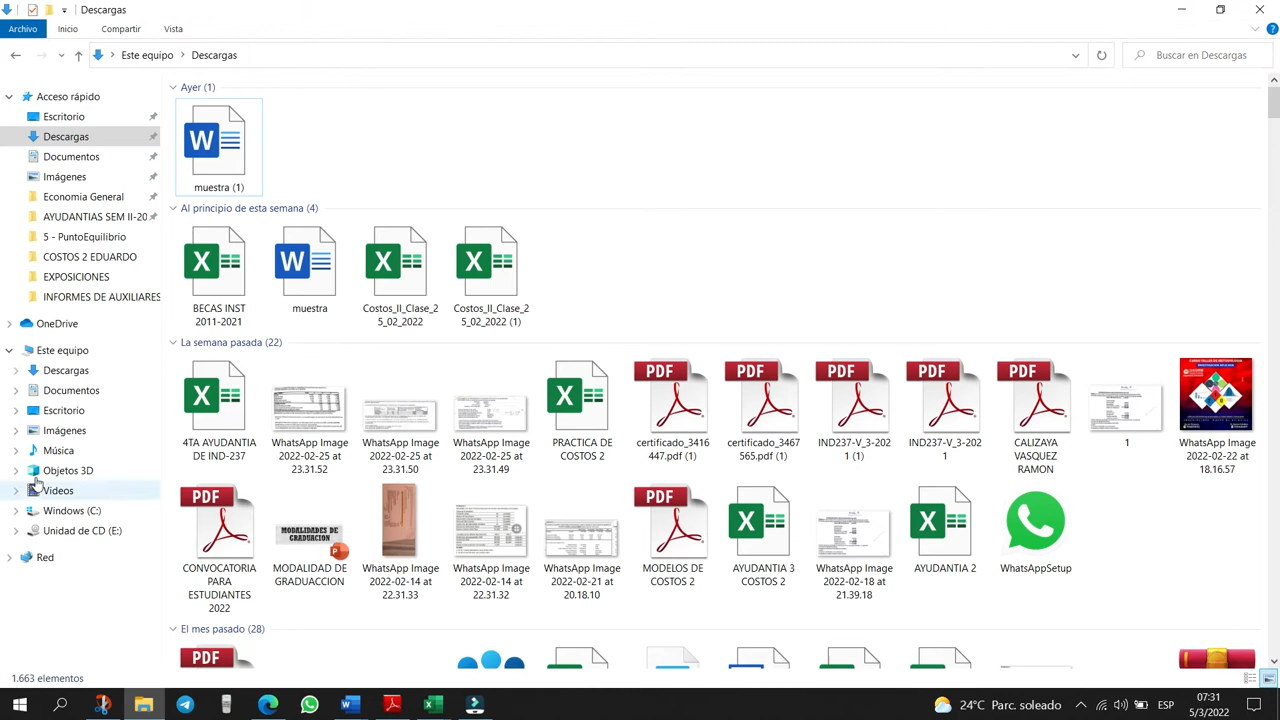 Descargas
Archivo
Inicio
Compartir
Vista
Este equipo
Descargas
Buscar en Descargas
Acceso rápido
Escritorio
Descargas
Documentos
Imágenes
Economia General
AYUDANTIAS SEM II-20
5 - PuntoEquilibrio
COSTOS 2 EDUARDO
EXPOSICIONES
INFORMES DE AUXILIARES
OneDrive
Este equipo
Descargas
Documentos
Escritorio
Imágenes
Música
Objetos 3D
Videos
Windows (C:)
Unidad de CD (E:)
Red
Ayer (1)
W
muestra (1)
Al principio de esta semana (4)
X
BECAS INST
2011-2021
W
muestra
X
Costos_II_Clase_2
5_02_2022
X
Costos_II_Clase_2
5_02_2022 (1)
La semana pasada (22)
X
4TA AYUDANTIA
DE IND-237
WhatsApp Image
2022-02-25 at
23.31.52
WhatsApp Image
2022-02-25 at
23.31.50
WhatsApp Image
2022-02-25 at
23.31.49
X
PRACTICA DE
COSTOS 2
PDF
certificado_3416
447.pdf (1)
PDF
certificado_3467
565.pdf (1)
PDF
IND237-V_3-202
1 (1)
PDF
IND237-V_3-202
1
PDF
CALIZAYA
VASQUEZ
RAMON
1
WhatsApp Image
2022-02-22 at
18.16.57
PDF
CONVOCATORIA
PARA
ESTUDIANTES
2022
MODALIDADES DE
GRADUACCION
MODALIDAD DE
GRADUACCION
WhatsApp Image
2022-02-14 at
22.31.33
WhatsApp Image
2022-02-14 at
22.31.32
WhatsApp Image
2022-02-21 at
20.18.10
PDF
MODELOS DE
COSTOS 2
X
AYUDANTIA 3
COSTOS 2
WhatsApp Image
2022-02-18 at
21.39.18
X
AYUDANTIA 2
WhatsAppSetup
El mes pasado (28)
PDF
1.663 elementos
24°C Parc. soleado
ESP
07:31
5/3/2022